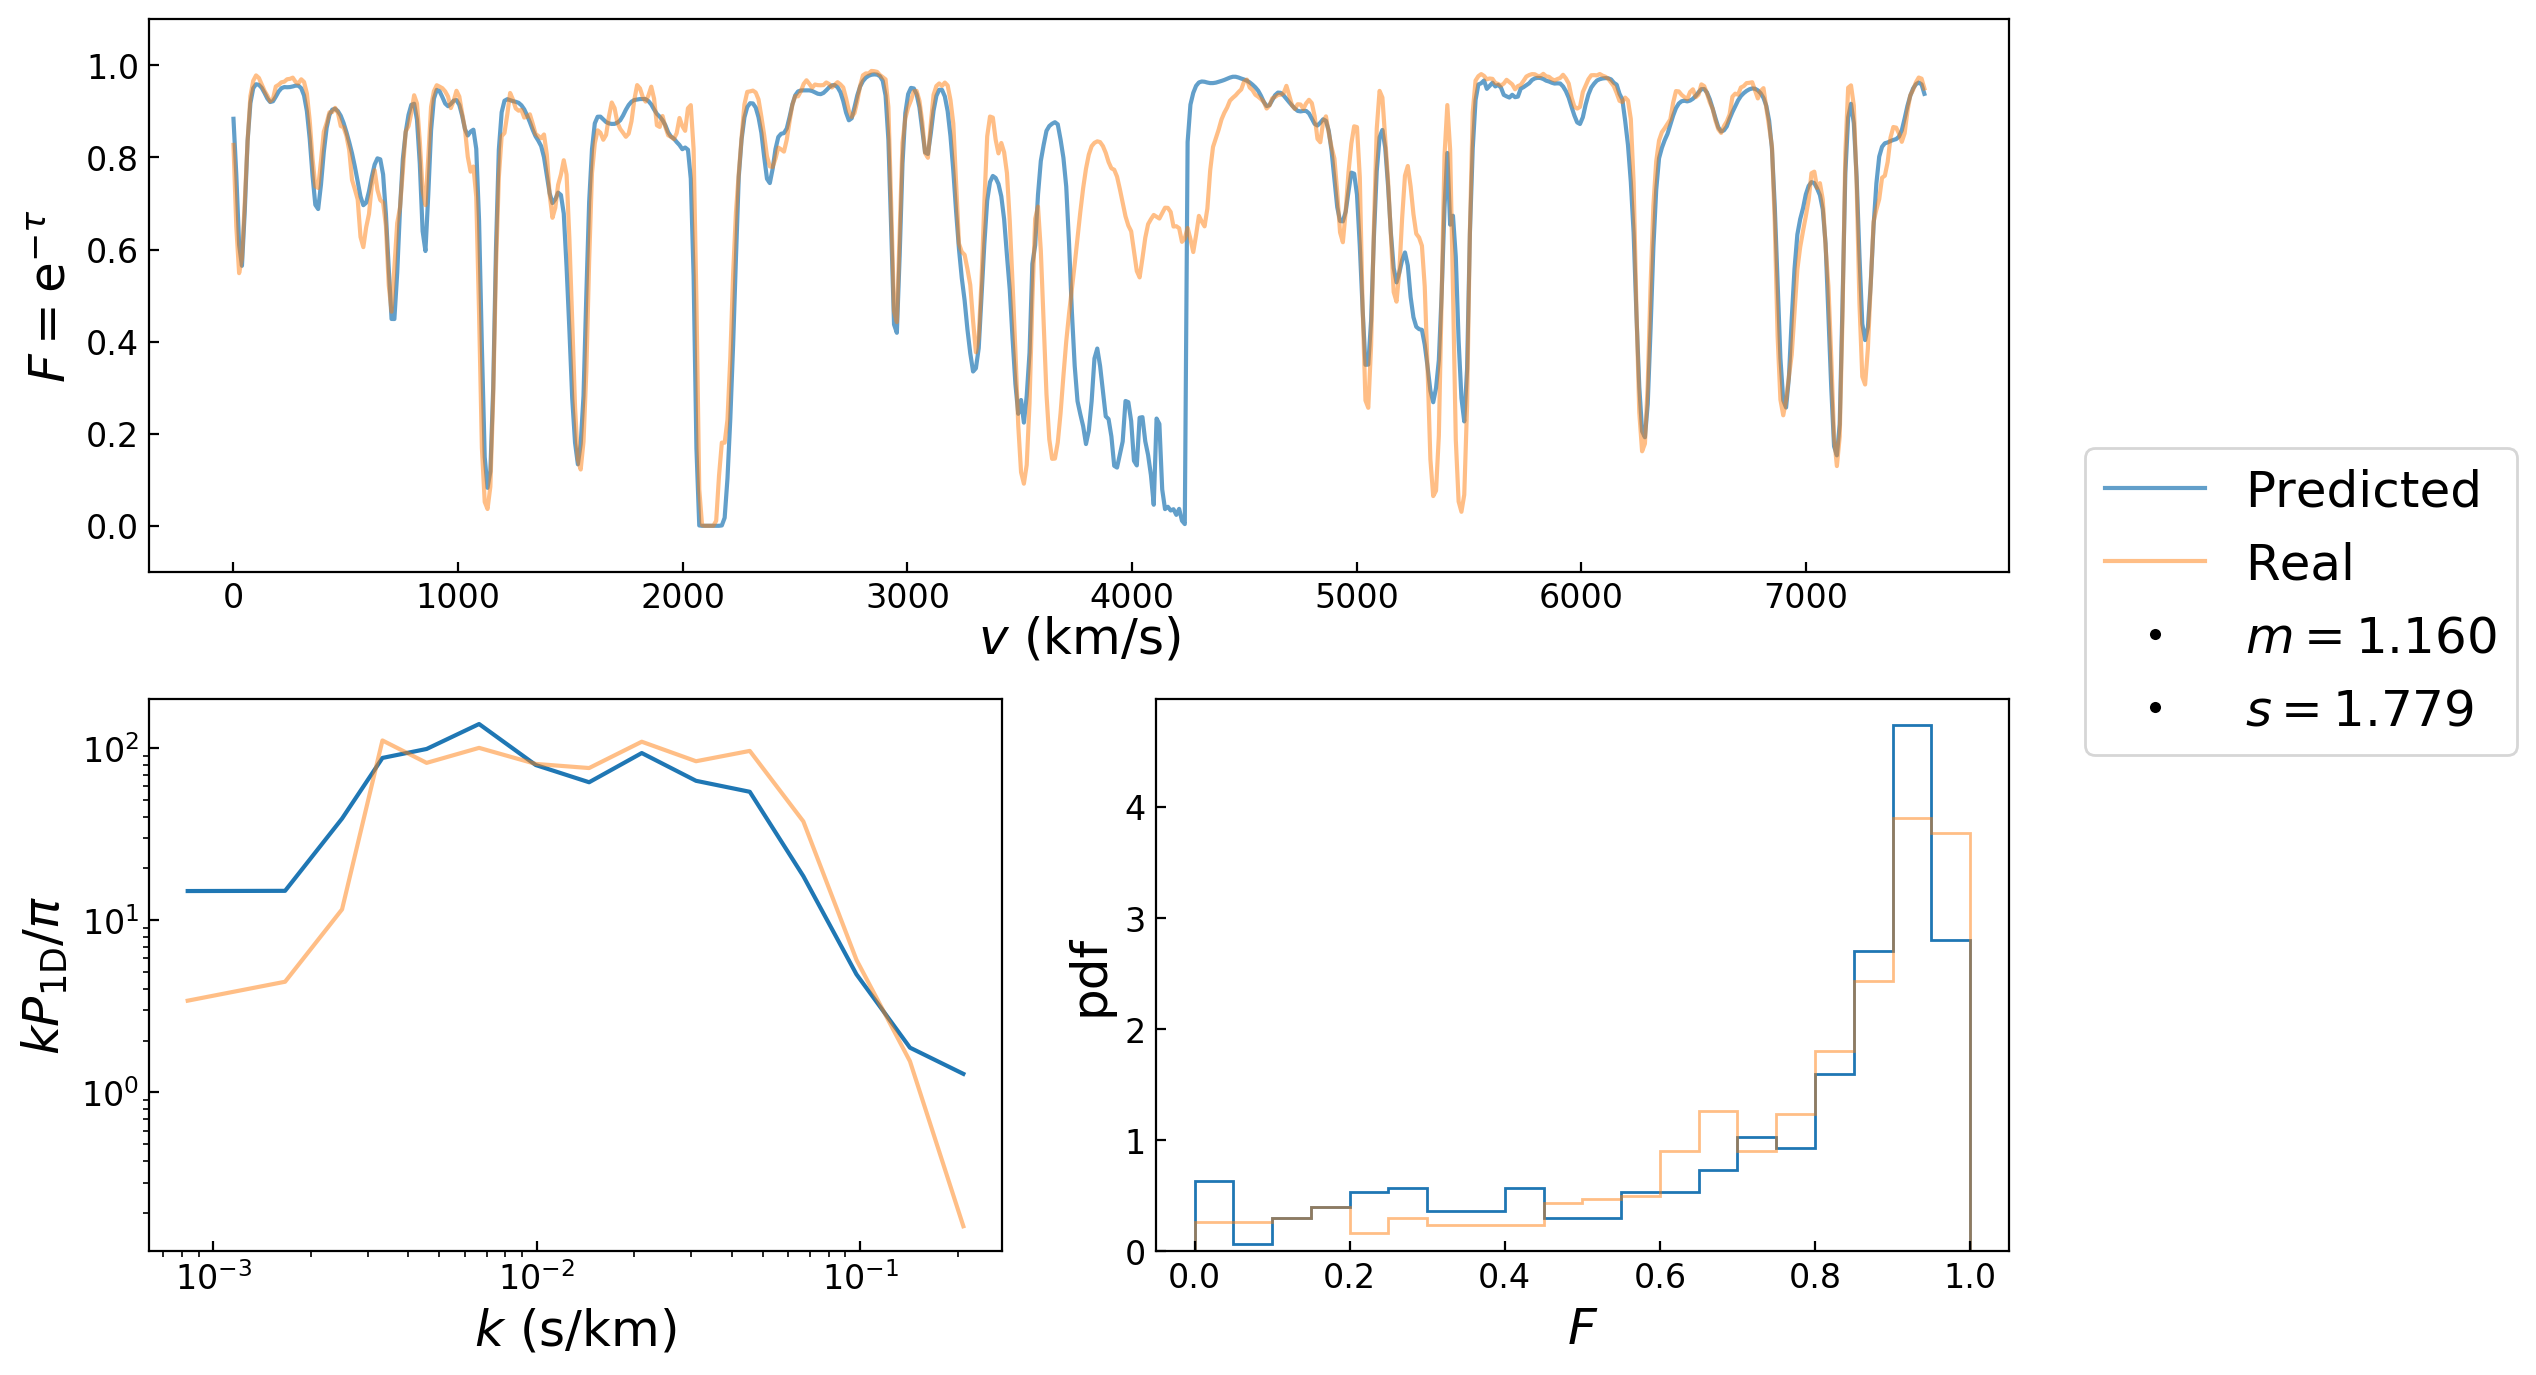 F = e^{-τ}
1.0
0.8
0.6
0.4
0.2
0.0
0 1000 2000 3000 4000 5000 6000 7000
v (km/s)
Predicted
Real
m = 1.160
s = 1.779
kP_{1D}/π
10^2
10^1
10^0
10^{-3} 10^{-2} 10^{-1}
k (s/km)
pdf
4
3
2
1
0
0.0 0.2 0.4 0.6 0.8 1.0
F